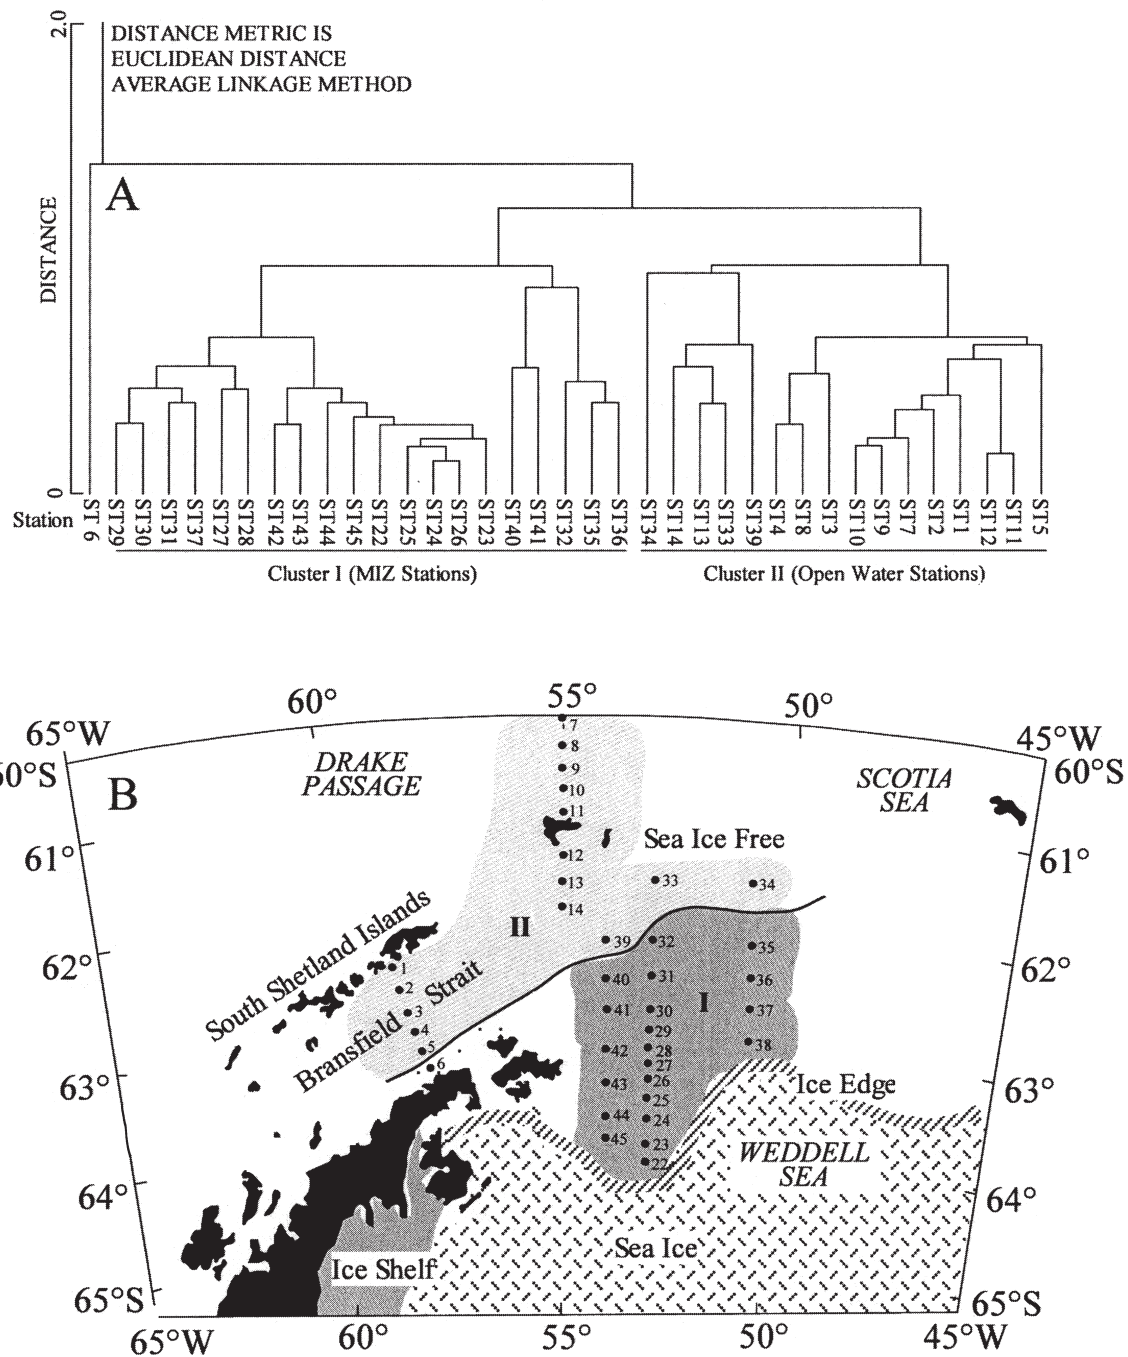 2.0
DISTANCE METRIC IS
EUCLIDEAN DISTANCE
AVERAGE LINKAGE METHOD
A
DISTANCE
0
Station
ST 6
ST29
ST30
ST31
ST37
ST27
ST28
ST42
ST43
ST44
ST45
ST22
ST25
ST24
ST26
ST23
ST40
ST41
ST32
ST35
ST36
ST34
ST14
ST13
ST33
ST39
ST4
ST8
ST3
ST10
ST9
ST7
ST2
ST1
ST12
ST11
ST5
Cluster I (MIZ Stations)
Cluster II (Open Water Stations)
60°
55°
50°
65°W
45°W
60°S
0°S
B
DRAKE
PASSAGE
SCOTIA
SEA
7
8
9
10
11
Sea Ice Free
61°
61°
12
13
14
33
34
II
South Shetland Islands
39
32
35
62°
62°
1
2
3
4
5
6
Bransfield Strait
40
31
36
I
41
30
37
29
42
28
38
27
63°
63°
43
26
Ice Edge
25
44
24
45
23
22
WEDDELL
SEA
64°
64°
Sea Ice
Ice Shelf
65°S
65°S
65°W
60°
55°
50°
45°W